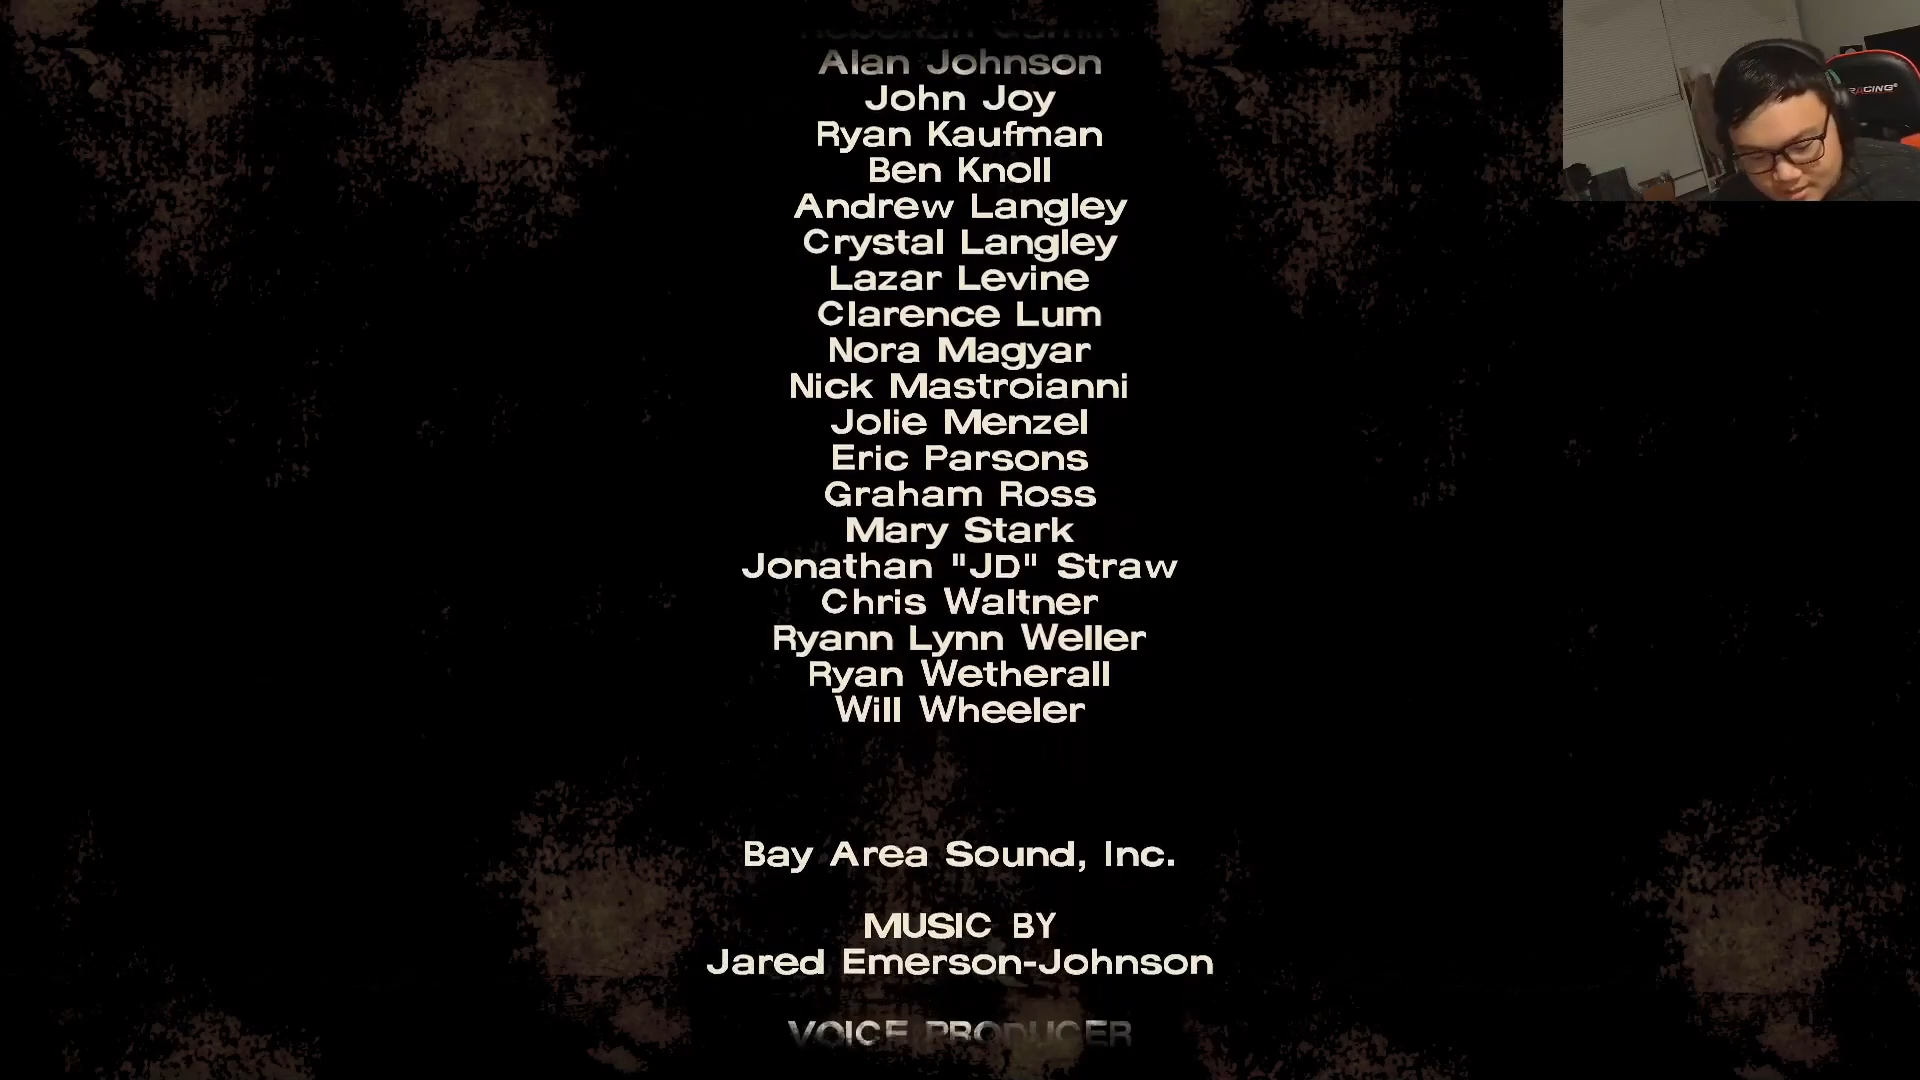 Alan Johnson
John Joy
Ryan Kaufman
Ben Knoll
Andrew Langley
Crystal Langley
Lazar Levine
Clarence Lum
Nora Magyar
Nick Mastroianni
Jolie Menzel
Eric Parsons
Graham Ross
Mary Stark
Jonathan "JD" Straw
Chris Waltner
Ryann Lynn Weller
Ryan Wetherall
Will Wheeler
Bay Area Sound, Inc.
MUSIC BY
Jared Emerson-Johnson
VOICE PRODUCER